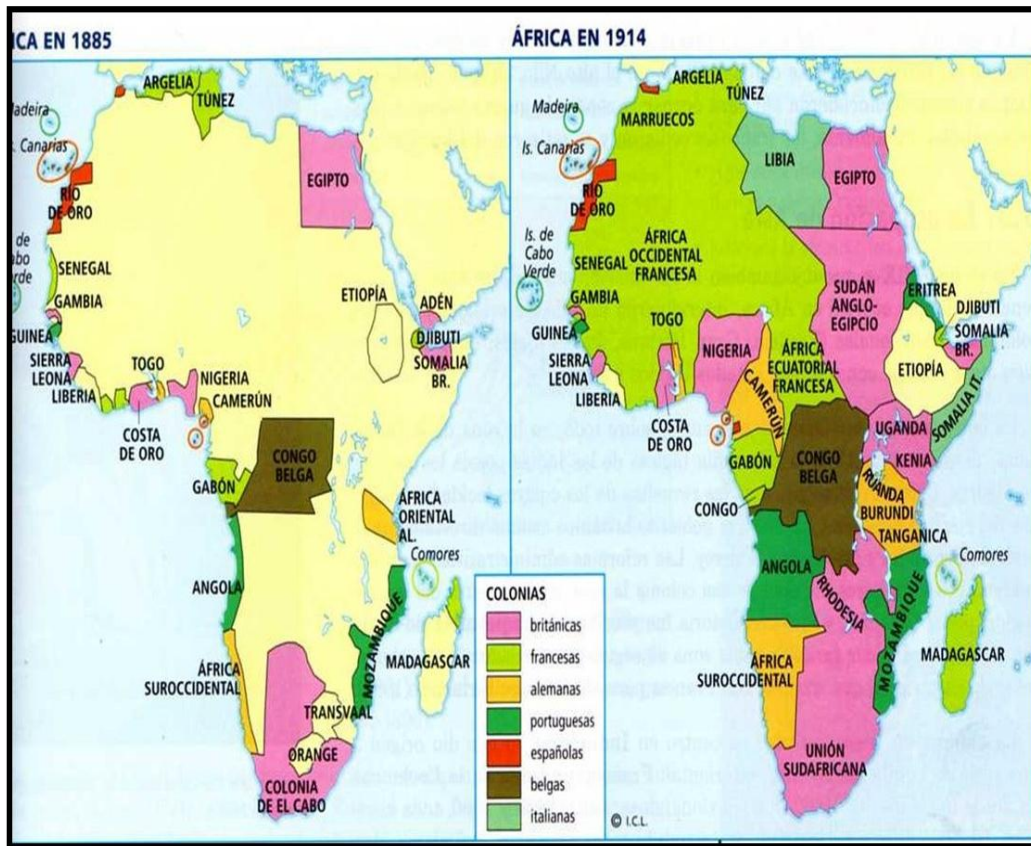 ICA EN 1885
ARGELIA
TÚNEZ
Madeira
s. Canarias
EGIPTO
RÍO
DE ORO
de
abo
erde
SENEGAL
GAMBIA
ETIOPÍA
ADÉN
GUINEA
DJIBUTI
SIERRA
LEONA
TOGO
SOMALIA
BR.
LIBERIA
NIGERIA
CAMERÚN
COSTA
DE ORO
CONGO
BELGA
GABÓN
ÁFRICA
ORIENTAL
AL.
Comores
ANGOLA
MOZAMBIQUE
ÁFRICA
SUROCCIDENTAL
MADAGASCAR
TRANSVAAL
ORANGE
COLONIA
DE EL CABO
ÁFRICA EN 1914
ARGELIA
TÚNEZ
Madeira
MARRUECOS
Is. Canarias
LIBIA
EGIPTO
RÍO
DE ORO
Is. de
Cabo
Verde
ÁFRICA
OCCIDENTAL
FRANCESA
SENEGAL
GAMBIA
SUDÁN
ANGLO-
EGIPCIO
ERITREA
DJIBUTI
GUINEA
TOGO
SOMALIA
BR.
SIERRA
LEONA
NIGERIA
ÁFRICA
ECUATORIAL
FRANCESA
ETIOPÍA
LIBERIA
CAMERÚN
SOMALIA IT.
COSTA
DE ORO
UGANDA
GABÓN
CONGO
BELGA
KENIA
RUANDA
BURUNDI
CONGO
TANGANICA
Comores
ANGOLA
RHODESIA
MOZAMBIQUE
MADAGASCAR
ÁFRICA
SUROCCIDENTAL
UNIÓN
SUDAFRICANA
COLONIAS
británicas
francesas
alemanas
portuguesas
españolas
belgas
italianas
© I.C.L.